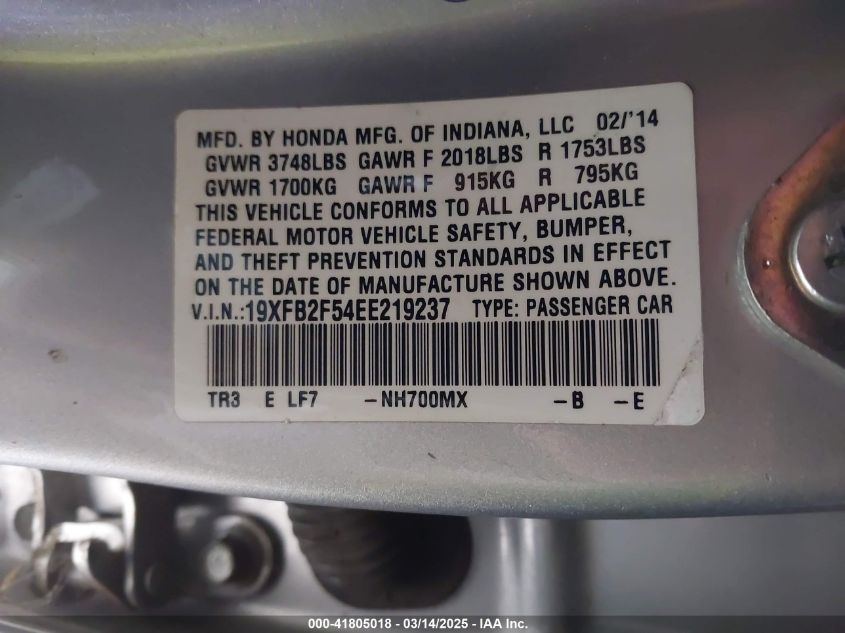 MFD. BY HONDA MFG. OF INDIANA, LLC 02/'14
GVWR 3748LBS GAWR F 2018LBS R 1753LBS
GVWR 1700KG GAWR F 915KG R 795KG
THIS VEHICLE CONFORMS TO ALL APPLICABLE
FEDERAL MOTOR VEHICLE SAFETY, BUMPER,
AND THEFT PREVENTION STANDARDS IN EFFECT
ON THE DATE OF MANUFACTURE SHOWN ABOVE.
V.I.N.:19XFB2F54EE219237 TYPE: PASSENGER CAR
TR3 E LF7 -NH700MX -B -E
000-41805018 - 03/14/2025 - IAA Inc.